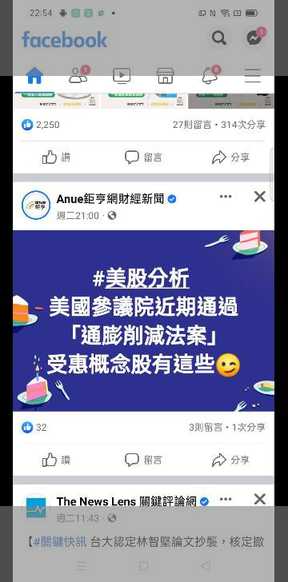 22:54
facebook
2,250
27則留言・314次分享
讚
留言
分享
Anue鉅亨網財經新聞
週二21:00
#美股分析
美國參議院近期通過
「通膨削減法案」
受惠概念股有這些
32
3則留言・1次分享
讚
留言
分享
The News Lens 關鍵評論網
週二11:43
【#關鍵快訊 台大認定林智堅論文抄襲，核定撤